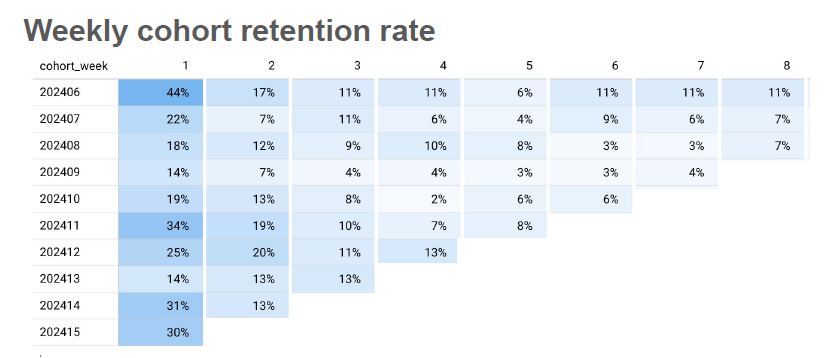 Weekly cohort retention rate
cohort_week 1 2 3 4 5 6 7 8
202406 44% 17% 11% 11% 6% 11% 11% 11%
202407 22% 7% 11% 6% 4% 9% 6% 7%
202408 18% 12% 9% 10% 8% 3% 3% 7%
202409 14% 7% 4% 4% 3% 3% 4%
202410 19% 13% 8% 2% 6% 6%
202411 34% 19% 10% 7% 8%
202412 25% 20% 11% 13%
202413 14% 13% 13%
202414 31% 13%
202415 30%